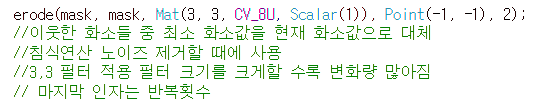 erode(mask, mask, Mat(3, 3, CV_8U, Scalar(1)), Point(-1, -1), 2);
//이웃한 화소들 중 최소 화소값을 현재 화소값으로 대체
//침식연산 노이즈 제거할 때에 사용
//3,3 필터 적용 필터 크기를 크게할 수록 변화량 많아짐
// 마지막 인자는 반복횟수